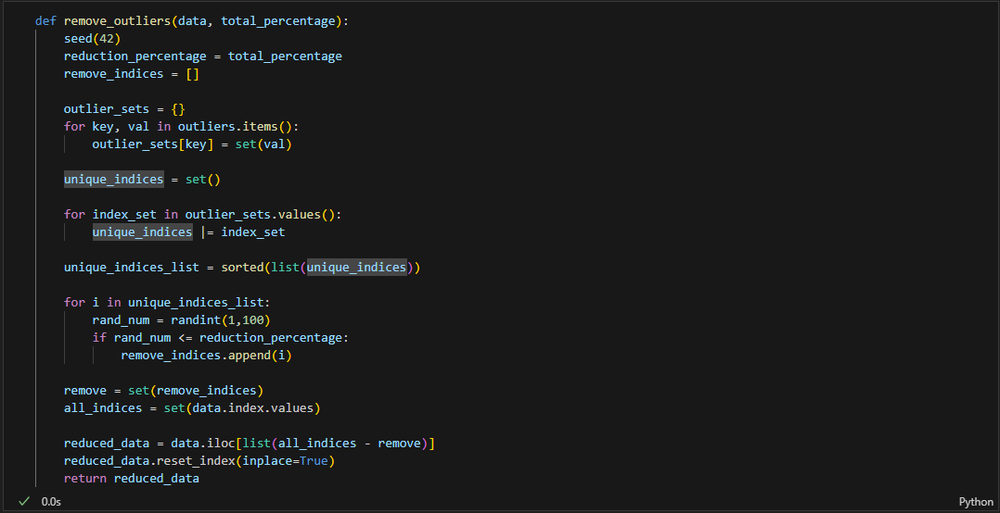 def remove_outliers(data, total_percentage):
    seed(42)
    reduction_percentage = total_percentage
    remove_indices = []

    outlier_sets = {}
    for key, val in outliers.items():
        outlier_sets[key] = set(val)

    unique_indices = set()

    for index_set in outlier_sets.values():
        unique_indices |= index_set

    unique_indices_list = sorted(list(unique_indices))

    for i in unique_indices_list:
        rand_num = randint(1,100)
        if rand_num <= reduction_percentage:
            remove_indices.append(i)

    remove = set(remove_indices)
    all_indices = set(data.index.values)

    reduced_data = data.iloc[list(all_indices - remove)]
    reduced_data.reset_index(inplace=True)
    return reduced_data
0.0s Python